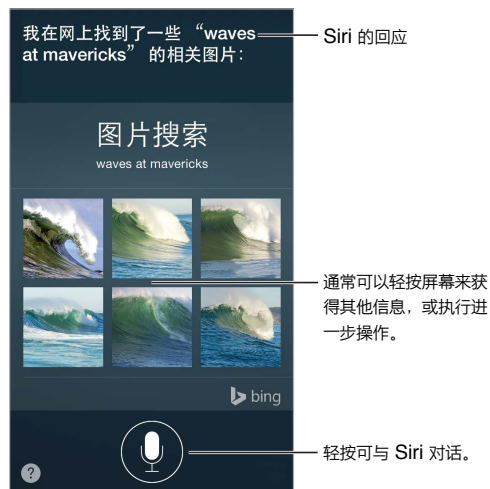 我在网上找到了一些 “waves
at mavericks” 的相关图片：
Siri 的回应
图片搜索
waves at mavericks
通常可以轻按屏幕来获
得其他信息，或执行进
一步操作。
bing
轻按可与 Siri 对话。
?